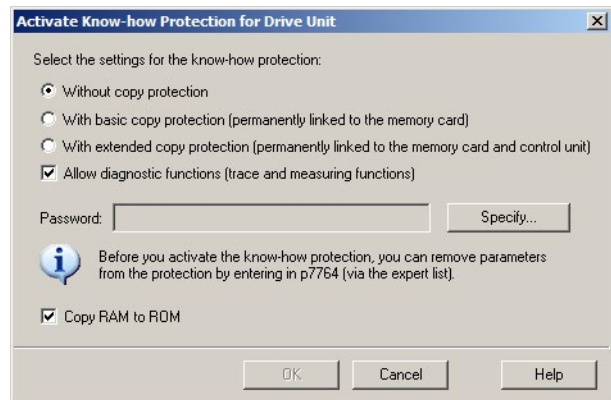 Activate Know-how Protection for Drive Unit
Select the settings for the know-how protection:
Without copy protection
With basic copy protection (permanently linked to the memory card)
With extended copy protection (permanently linked to the memory card and control unit)
Allow diagnostic functions (trace and measuring functions)
Password:
Specify...
Before you activate the know-how protection, you can remove parameters
from the protection by entering in p7764 (via the expert list).
Copy RAM to ROM
OK
Cancel
Help